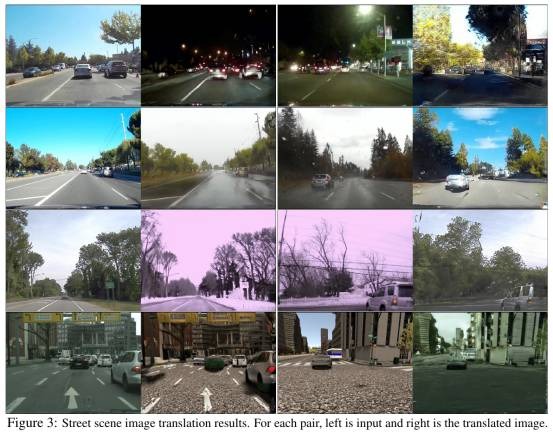 Figure 3: Street scene image translation results. For each pair, left is input and right is the translated image.